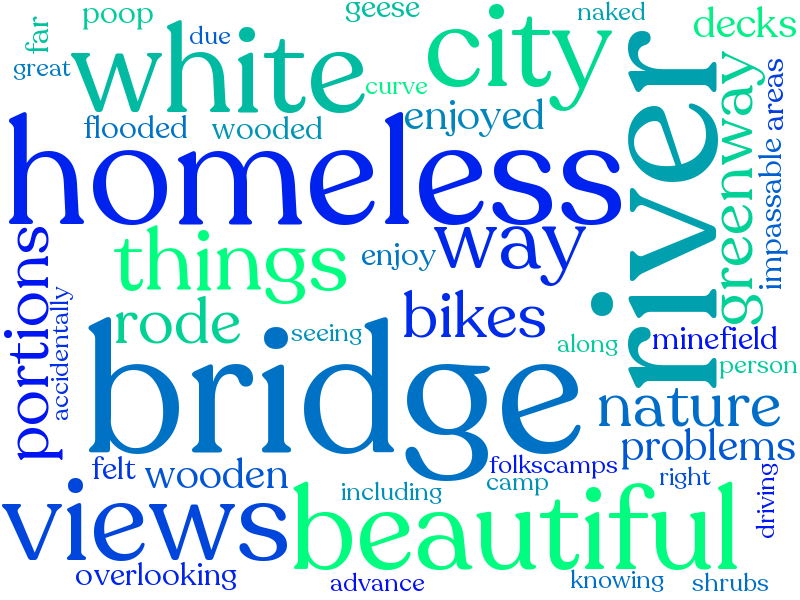 poop
geese
naked
decks
far
great
due
white
city
curve
flooded
wooded
enjoyed
homeless
river
greenway
areas
impassable
portions
accidentally
things
enjoy
way
rode
seeing
bikes
along
minefield
person
bridge
nature
problems
felt
wooden
folkscamps
camp
right
driving
including
views
beautiful
overlooking
advance
knowing
shrubs